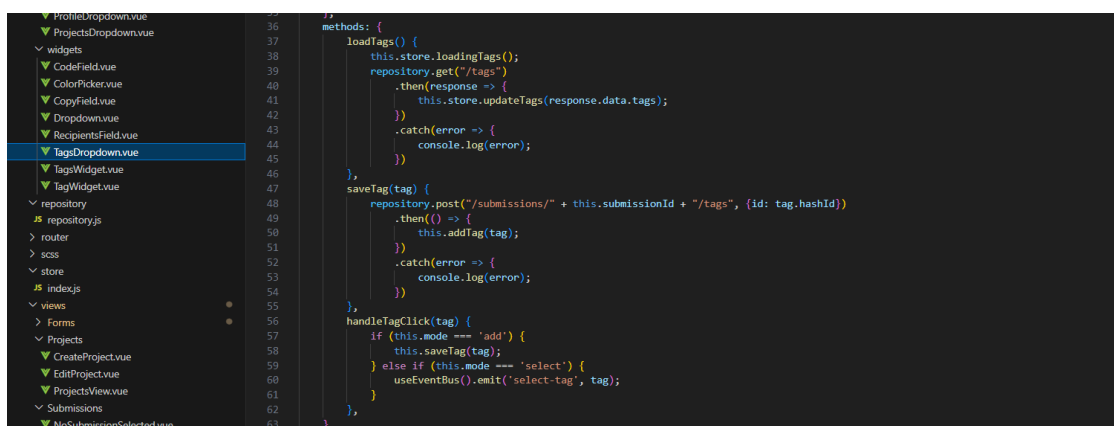 ProfileDropdown.vue
ProjectsDropdown.vue
widgets
CodeField.vue
ColorPicker.vue
CopyField.vue
Dropdown.vue
RecipientsField.vue
TagsDropdown.vue
TagsWidget.vue
TagWidget.vue
repository
JS repository.js
router
scss
store
JS index.js
views
Forms
Projects
CreateProject.vue
EditProject.vue
ProjectsView.vue
Submissions
NoSubmissionSelected.vue
35 },
36 methods: {
37 loadTags() {
38 this.store.loadingTags();
39 repository.get("/tags")
40 .then(response => {
41 this.store.updateTags(response.data.tags);
42 })
43 .catch(error => {
44 console.log(error);
45 })
46 },
47 saveTag(tag) {
48 repository.post("/submissions/" + this.submissionId + "/tags", {id: tag.hashId})
49 .then(() => {
50 this.addTag(tag);
51 })
52 .catch(error => {
53 console.log(error);
54 })
55 },
56 handleTagClick(tag) {
57 if (this.mode === 'add') {
58 this.saveTag(tag);
59 } else if (this.mode === 'select') {
60 useEventBus().emit('select-tag', tag);
61 }
62 },
63 }